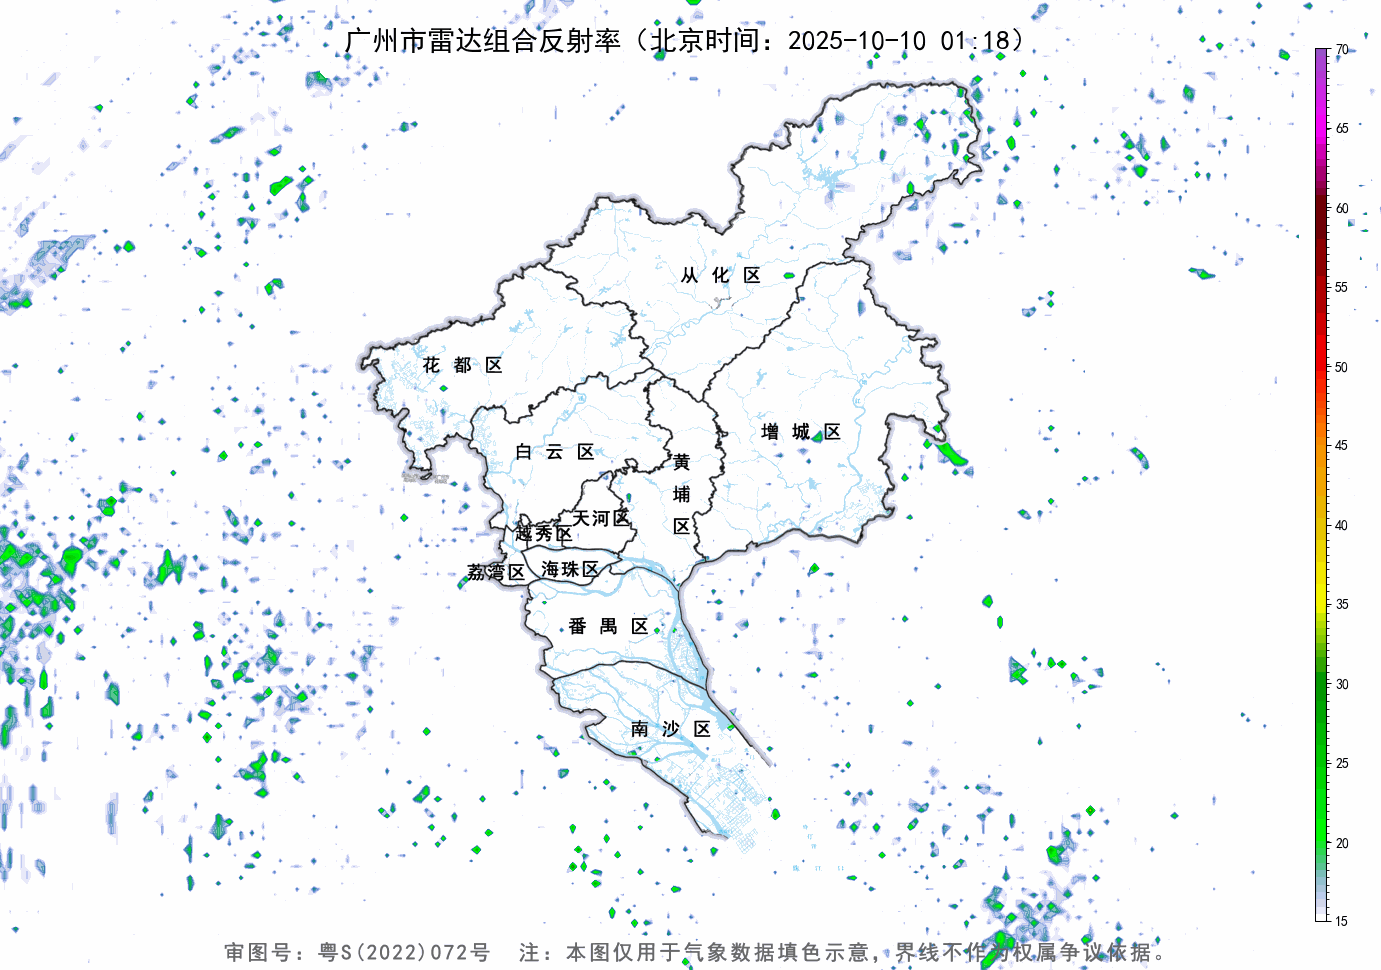 广州市雷达组合反射率（北京时间：2025-10-10 01:18）
70
65
60
55
50
45
40
35
30
25
20
15
从化区
花都区
增城区
白云区
黄埔区
天河区
越秀区
荔湾区
海珠区
番禺区
南沙区
审图号：粤S(2022)072号 注：本图仅用于气象数据填色示意，界线不作为权属争议依据。